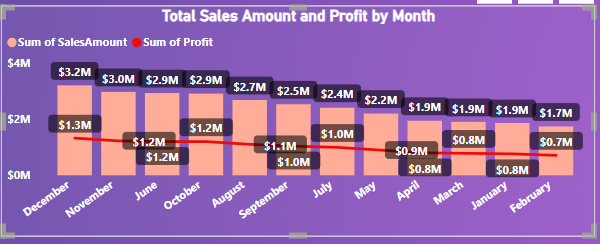 Total Sales Amount and Profit by Month
Sum of SalesAmount Sum of Profit
$4M
$3.2M $3.0M $2.9M $2.9M $2.7M $2.5M $2.4M $2.2M $1.9M $1.9M $1.9M $1.7M
$2M
$1.3M $1.2M $1.2M $1.2M $1.1M $1.0M $1.0M $0.9M $0.8M $0.8M $0.8M $0.7M
$0M
December November June October August September July May April March January February